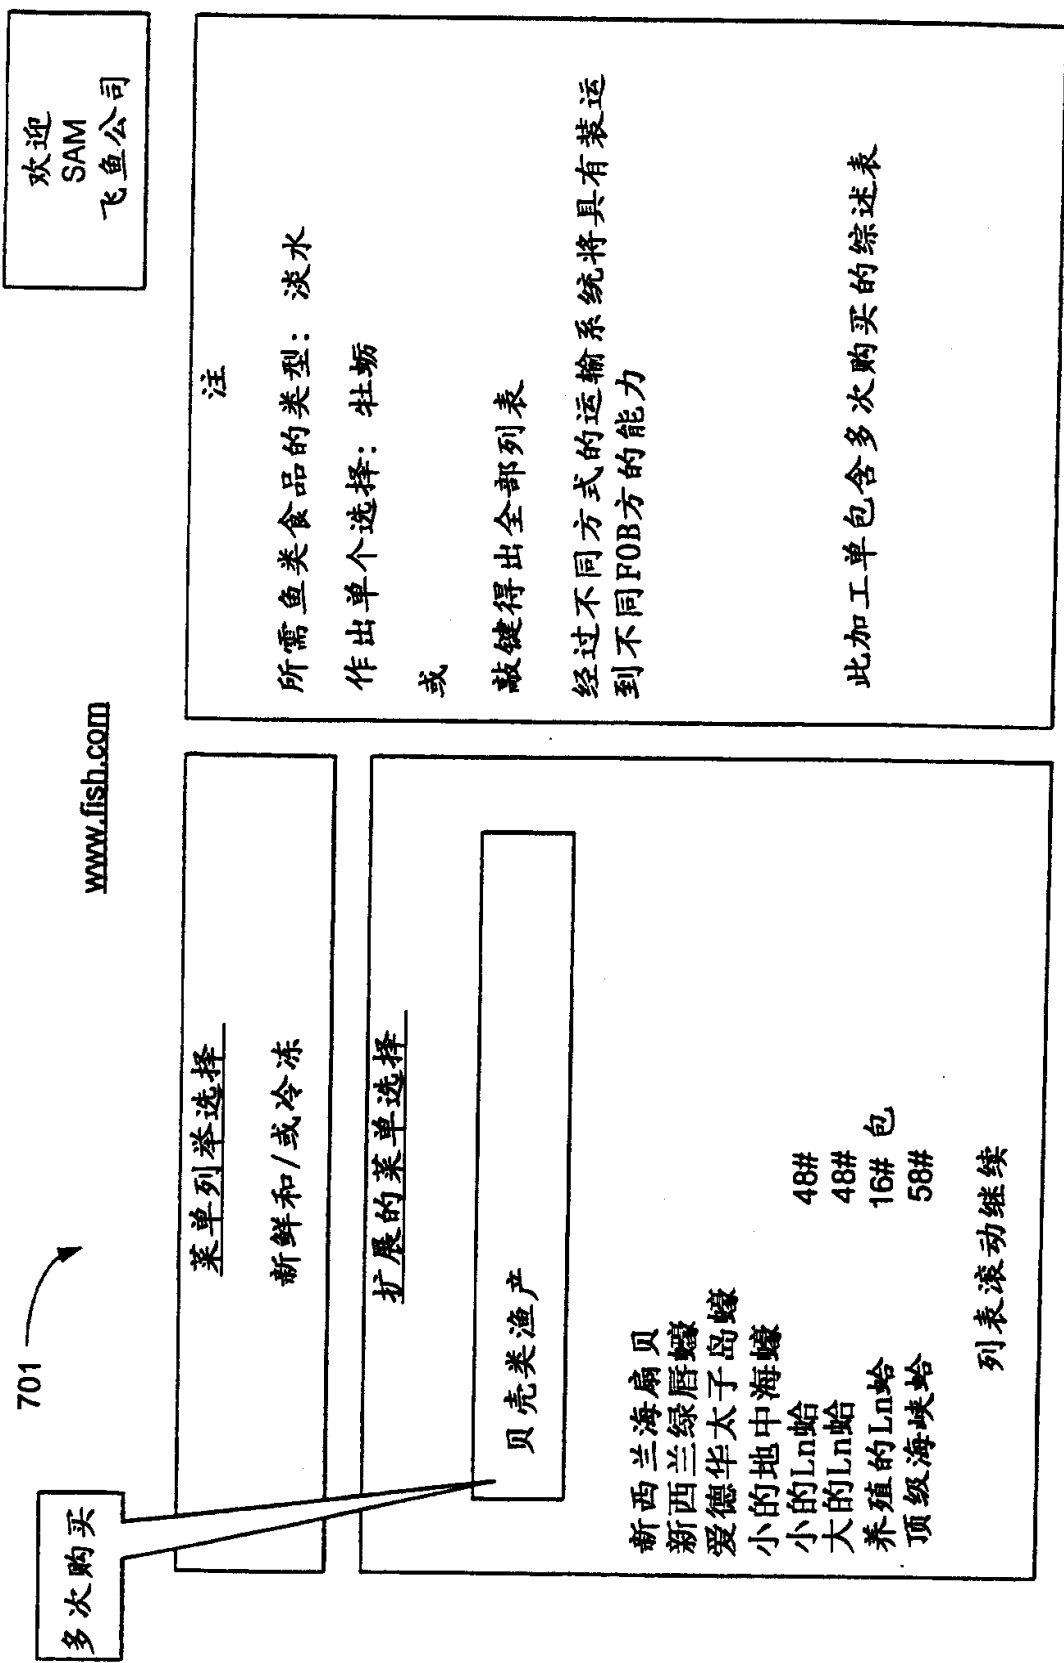 701
多次购买
www.fish.com
欢迎
SAM
飞鱼公司
菜单列举选择
新鲜和/或冷冻
扩展的菜单选择
贝壳类渔产
新西兰海扇贝
新西兰绿唇蠔
爱德华太子岛蠔
小的地中海蠔
小的Ln蛤 48#
大的Ln蛤 48#
养殖的Ln蛤 16# 包
顶级海峡蛤 58#
列表滚动继续
注
所需鱼类食品的类型：淡水
作出单个选择：牡蛎
或
敲键得出全部列表
经过不同方式的运输系统将具有装运
到不同FOB方的能力
此加工单包含多次购买的综述表